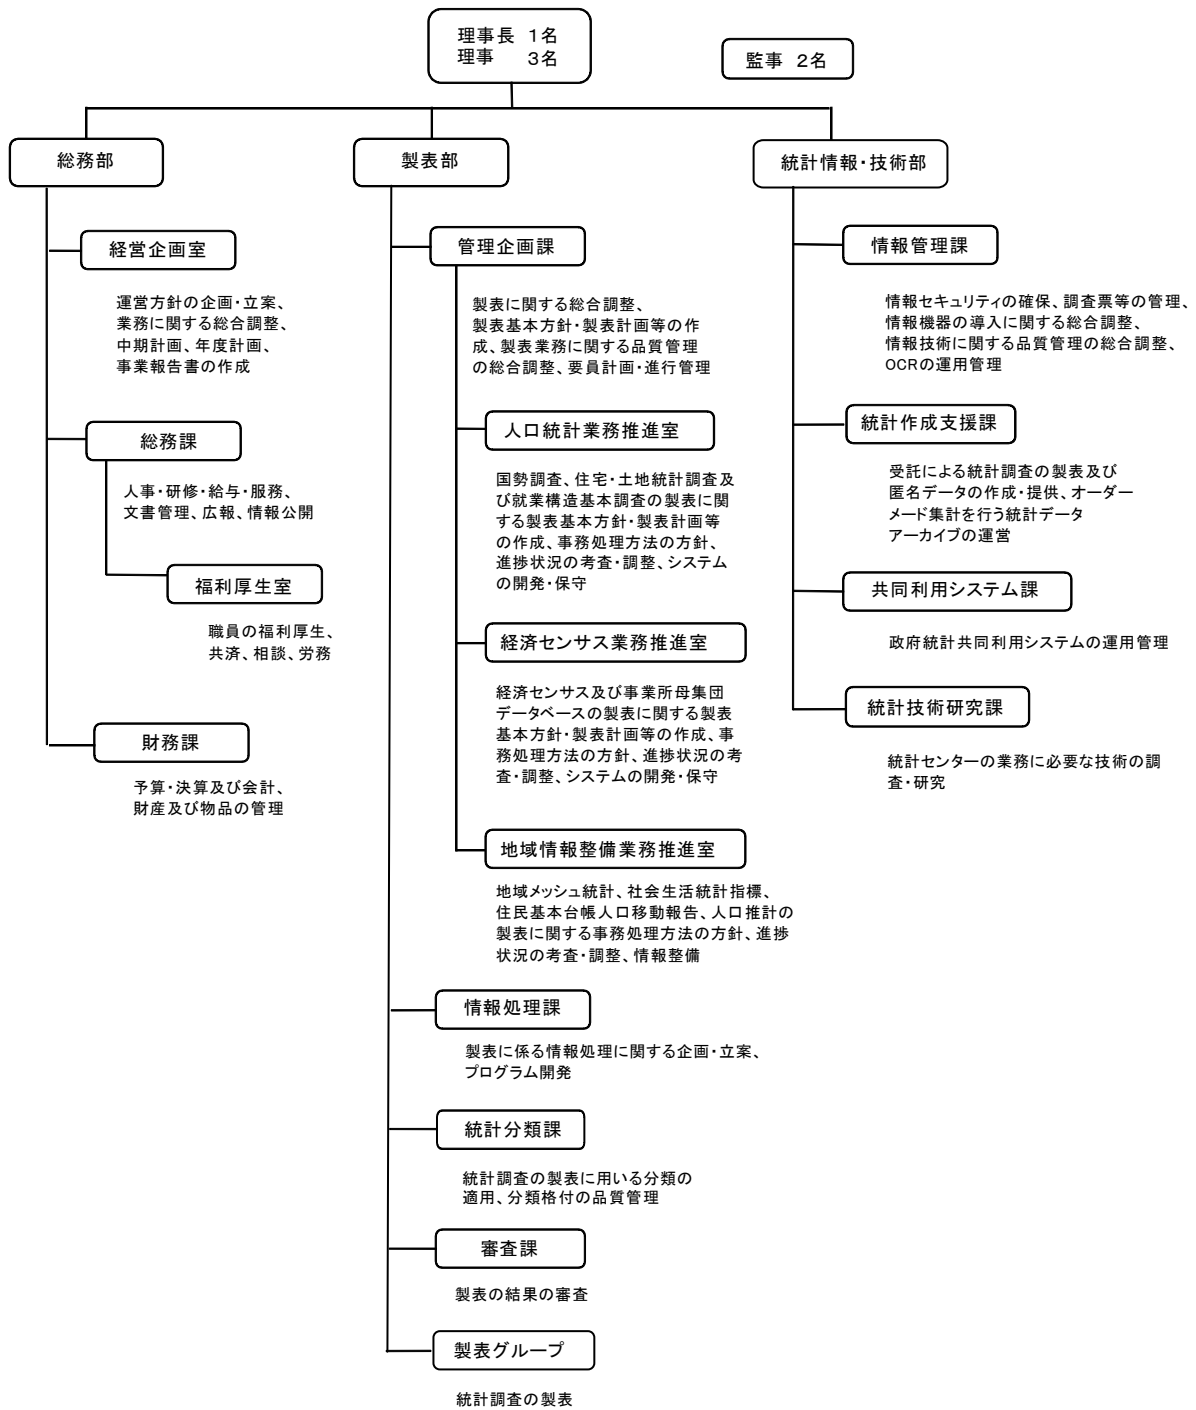 理事長 1名
理事 3名
監事 2名
総務部
経営企画室
運営方針の企画・立案、
業務に関する総合調整、
中期計画、年度計画、
事業報告書の作成
総務課
人事・研修・給与・服務、
文書管理、広報、情報公開
福利厚生室
職員の福利厚生、
共済、相談、労務
財務課
予算・決算及び会計、
財産及び物品の管理
製表部
管理企画課
製表に関する総合調整、
製表基本方針・製表計画等の作
成、製表業務に関する品質管理
の総合調整、要員計画・進行管理
人口統計業務推進室
国勢調査、住宅・土地統計調査及
び就業構造基本調査の製表に関
する製表基本方針・製表計画等
の作成、事務処理方法の方針、
進捗状況の考査・調整、システム
の開発・保守
経済センサス業務推進室
経済センサス及び事業所母集団
データベースの製表に関する製表
基本方針・製表計画等の作成、事
務処理方法の方針、進捗状況の考
査・調整、システムの開発・保守
地域情報整備業務推進室
地域メッシュ統計、社会生活統計指標、
住民基本台帳人口移動報告、人口推計の
製表に関する事務処理方法の方針、進捗
状況の考査・調整、情報整備
情報処理課
製表に係る情報処理に関する企画・立案、
プログラム開発
統計分類課
統計調査の製表に用いる分類の
適用、分類格付の品質管理
審査課
製表の結果の審査
製表グループ
統計調査の製表
統計情報・技術部
情報管理課
情報セキュリティの確保、調査票等の管理、
情報機器の導入に関する総合調整、
情報技術に関する品質管理の総合調整、
OCRの運用管理
統計作成支援課
受託による統計調査の製表及び
匿名データの作成・提供、オーダー
メード集計を行う統計データ
アーカイブの運営
共同利用システム課
政府統計共同利用システムの運用管理
統計技術研究課
統計センターの業務に必要な技術の調
査・研究